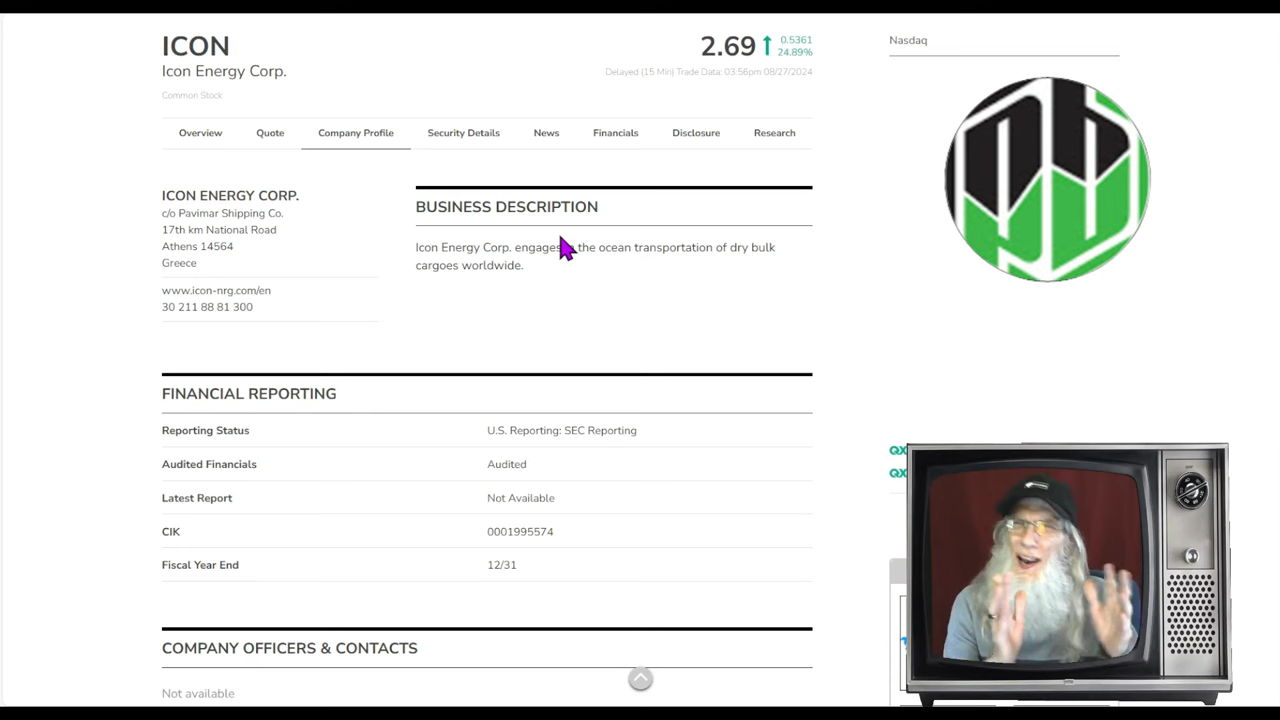 ICON
Icon Energy Corp.
Common Stock
2.69
0.5361
24.89%
Delayed (15 Min) Trade Data: 03:56pm 08/27/2024
Nasdaq
Overview Quote Company Profile Security Details News Financials Disclosure Research
ICON ENERGY CORP.
c/o Pavimar Shipping Co.
17th km National Road
Athens 14564
Greece
www.icon-nrg.com/en
30 211 88 81 300
BUSINESS DESCRIPTION
Icon Energy Corp. engages the ocean transportation of dry bulk
cargoes worldwide.
FINANCIAL REPORTING
Reporting Status U.S. Reporting: SEC Reporting
Audited Financials Audited
Latest Report Not Available
CIK 0001995574
Fiscal Year End 12/31
COMPANY OFFICERS & CONTACTS
Not available
QX
QX